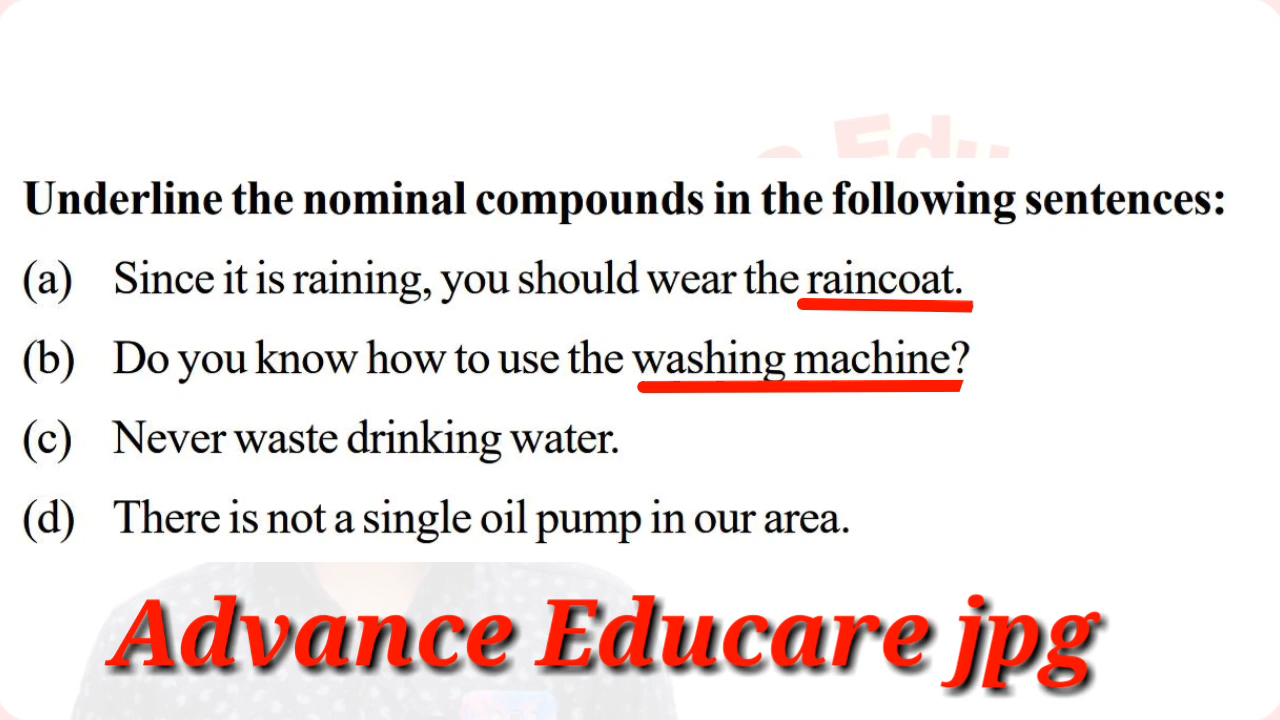 Underline the nominal compounds in the following sentences:
(a) Since it is raining, you should wear the raincoat.
(b) Do you know how to use the washing machine?
(c) Never waste drinking water.
(d) There is not a single oil pump in our area.
Advance Educare jpg